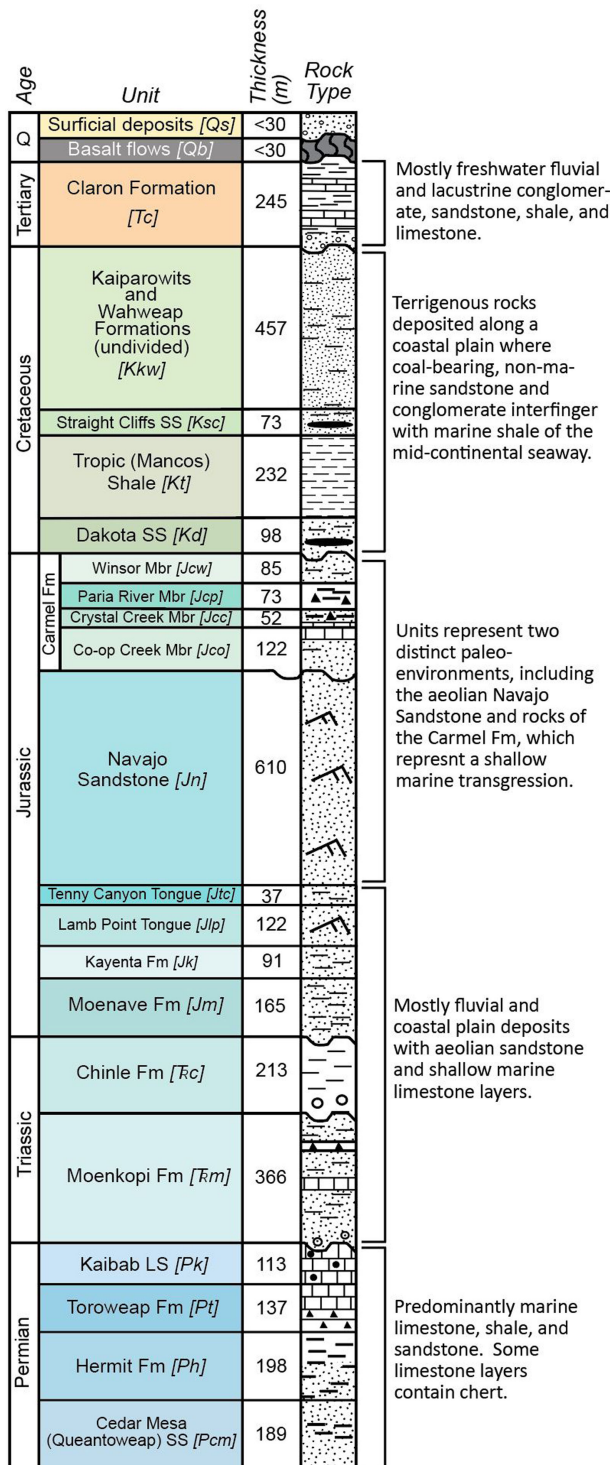 Age
Unit
Thickness
(m)
Rock
Type
Q
Surficial deposits [Qs]
<30
Basalt flows [Qb]
<30
Tertiary
Claron Formation
[Tc]
245
Mostly freshwater fluvial
and lacustrine conglomer-
ate, sandstone, shale, and
limestone.
Cretaceous
Kaiparowits
and
Wahweap
Formations
(undivided)
[Kkw]
457
Straight Cliffs SS [Ksc]
73
Tropic (Mancos)
Shale [Kt]
232
Dakota SS [Kd]
98
Terrigenous rocks
deposited along a
coastal plain where
coal-bearing, non-ma-
rine sandstone and
conglomerate interfinger
with marine shale of the
mid-continental seaway.
Jurassic
Carmel Fm
Winsor Mbr [Jcw]
85
Paria River Mbr [Jcp]
73
Crystal Creek Mbr [Jcc]
52
Co-op Creek Mbr [Jco]
122
Navajo
Sandstone [Jn]
610
Units represent two
distinct paleo-
environments, including
the aeolian Navajo
Sandstone and rocks of
the Carmel Fm, which
represnt a shallow
marine transgression.
Tenny Canyon Tongue [Jtc]
37
Lamb Point Tongue [Jlp]
122
Kayenta Fm [Jk]
91
Moenave Fm [Jm]
165
Triassic
Chinle Fm [Ŧc]
213
Moenkopi Fm [Ŧm]
366
Mostly fluvial and
coastal plain deposits
with aeolian sandstone
and shallow marine
limestone layers.
Permian
Kaibab LS [Pk]
113
Toroweap Fm [Pt]
137
Hermit Fm [Ph]
198
Cedar Mesa
(Queantoweap) SS [Pcm]
189
Predominantly marine
limestone, shale, and
sandstone. Some
limestone layers
contain chert.